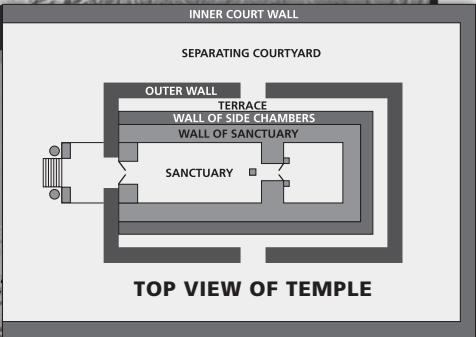 INNER COURT WALL
SEPARATING COURTYARD
OUTER WALL
TERRACE
WALL OF SIDE CHAMBERS
WALL OF SANCTUARY
SANCTUARY
TOP VIEW OF TEMPLE